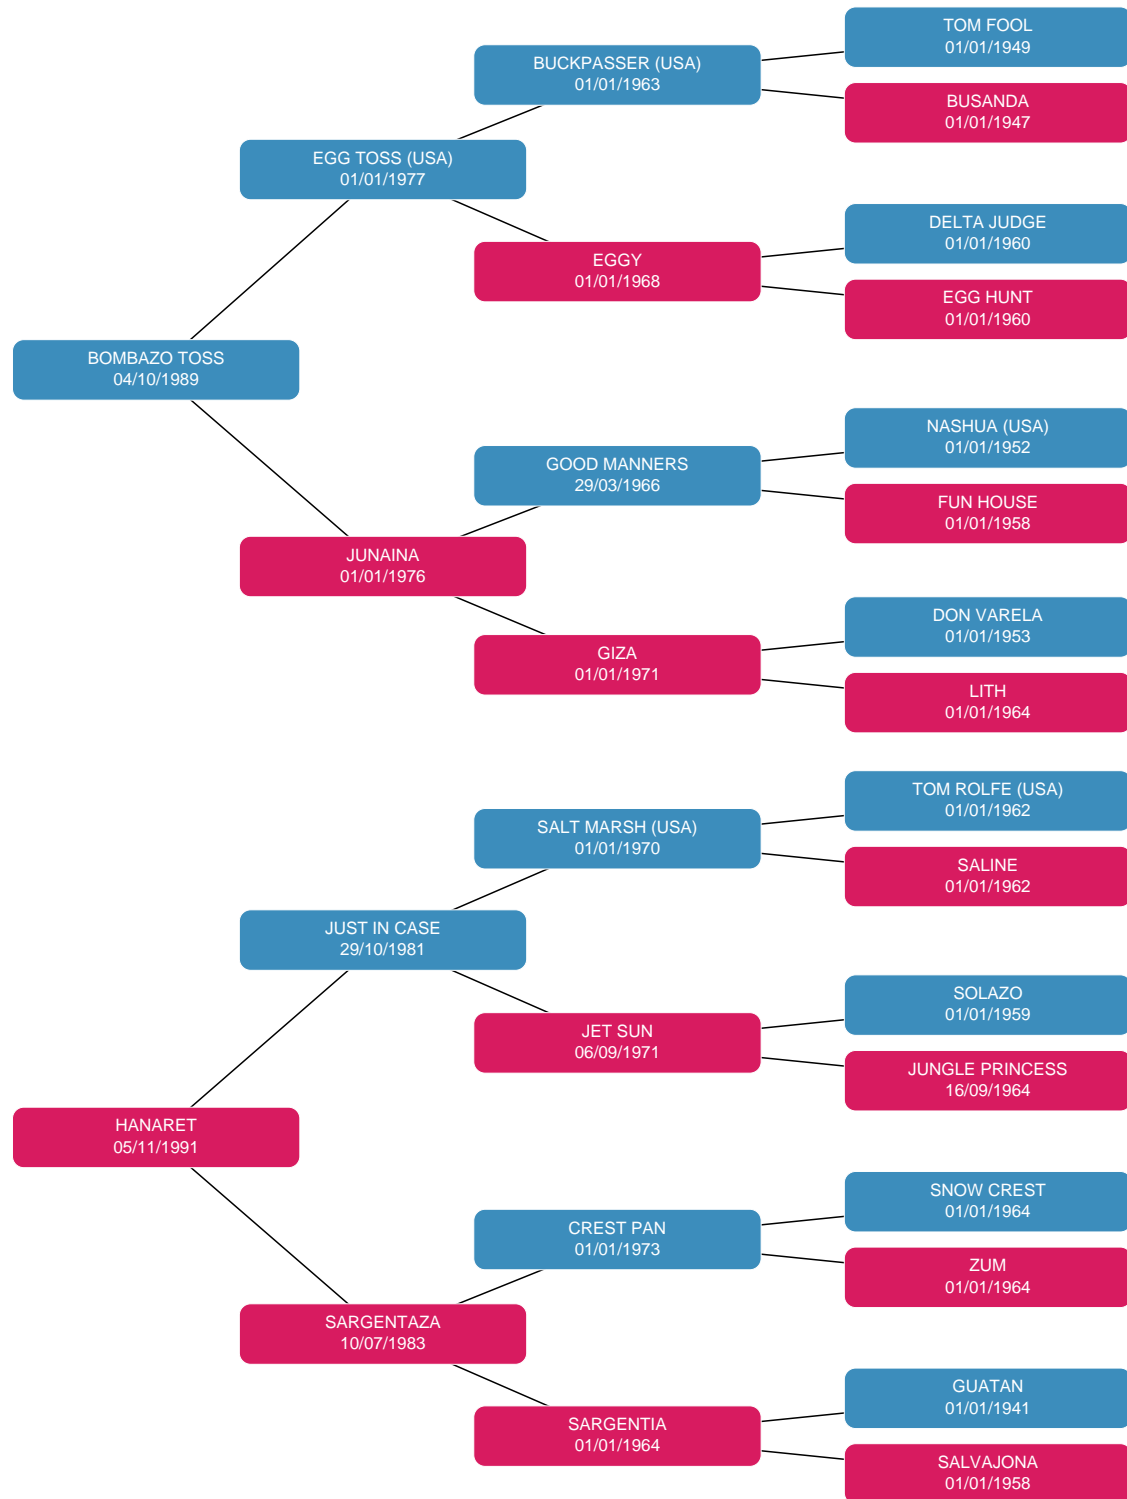 TOM FOOL
01/01/1949
BUCKPASSER (USA)
01/01/1963
BUSANDA
01/01/1947
EGG TOSS (USA)
01/01/1977
DELTA JUDGE
01/01/1960
EGGY
01/01/1968
EGG HUNT
01/01/1960
BOMBAZO TOSS
04/10/1989
NASHUA (USA)
01/01/1952
GOOD MANNERS
29/03/1966
FUN HOUSE
01/01/1958
JUNAINA
01/01/1976
DON VARELA
01/01/1953
GIZA
01/01/1971
LITH
01/01/1964
TOM ROLFE (USA)
01/01/1962
SALT MARSH (USA)
01/01/1970
SALINE
01/01/1962
JUST IN CASE
29/10/1981
SOLAZO
01/01/1959
JET SUN
06/09/1971
JUNGLE PRINCESS
16/09/1964
HANARET
05/11/1991
SNOW CREST
01/01/1964
CREST PAN
01/01/1973
ZUM
01/01/1964
SARGENTAZA
10/07/1983
GUATAN
01/01/1941
SARGENTIA
01/01/1964
SALVAJONA
01/01/1958